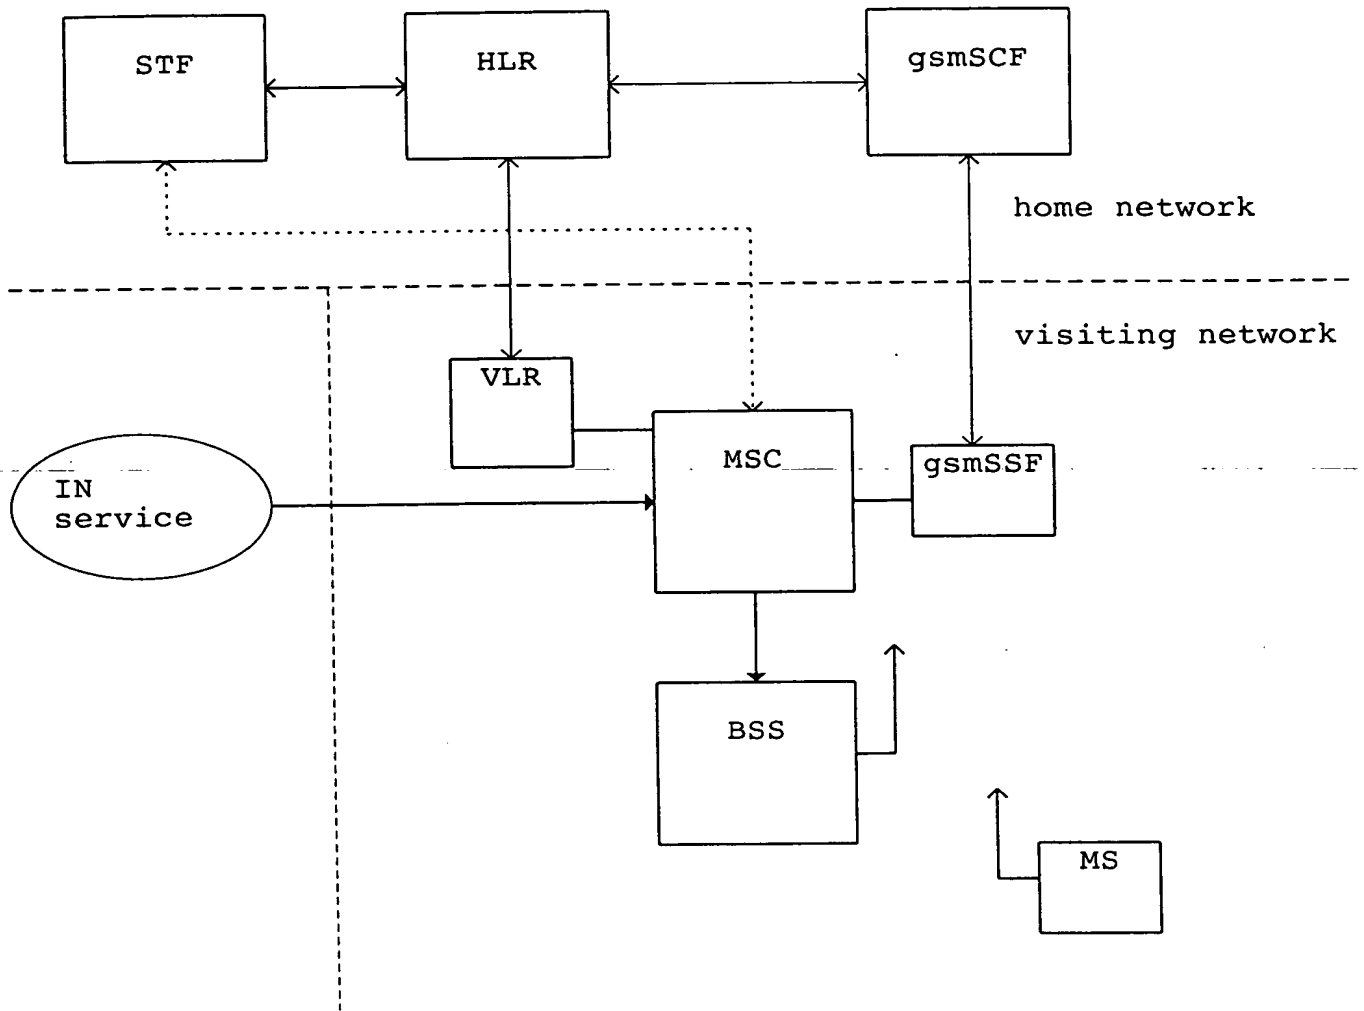 STF
HLR
gsmSCF
home network
visiting network
VLR
MSC
gsmSSF
IN
service
BSS
MS